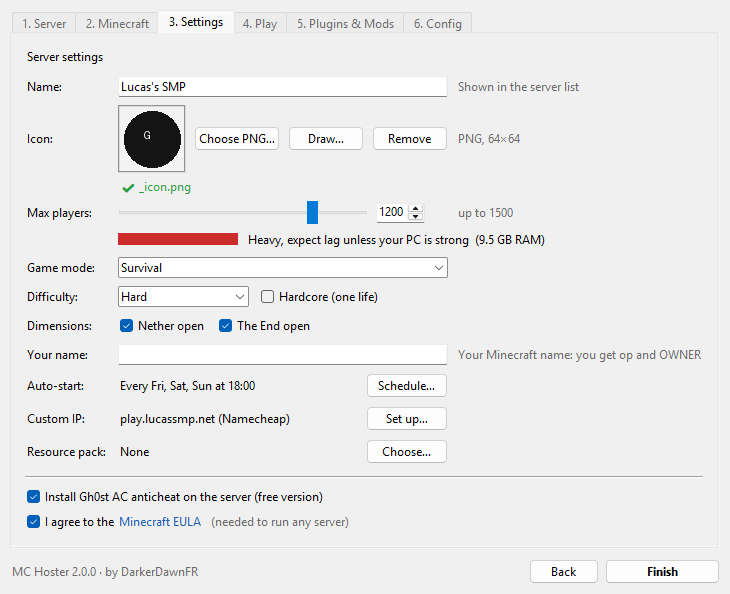 1. Server 2. Minecraft 3. Settings 4. Play 5. Plugins & Mods 6. Config
Server settings
Name: Lucas's SMP Shown in the server list
Icon: G Choose PNG... Draw... Remove PNG, 64×64
_icon.png
Max players: 1200 up to 1500
Heavy, expect lag unless your PC is strong (9.5 GB RAM)
Game mode: Survival
Difficulty: Hard Hardcore (one life)
Dimensions: Nether open The End open
Your name: Your Minecraft name: you get op and OWNER
Auto-start: Every Fri, Sat, Sun at 18:00 Schedule...
Custom IP: play.lucassmp.net (Namecheap) Set up...
Resource pack: None Choose...
Install Gh0st AC anticheat on the server (free version)
I agree to the Minecraft EULA (needed to run any server)
MC Hoster 2.0.0 · by DarkerDawnFR Back Finish